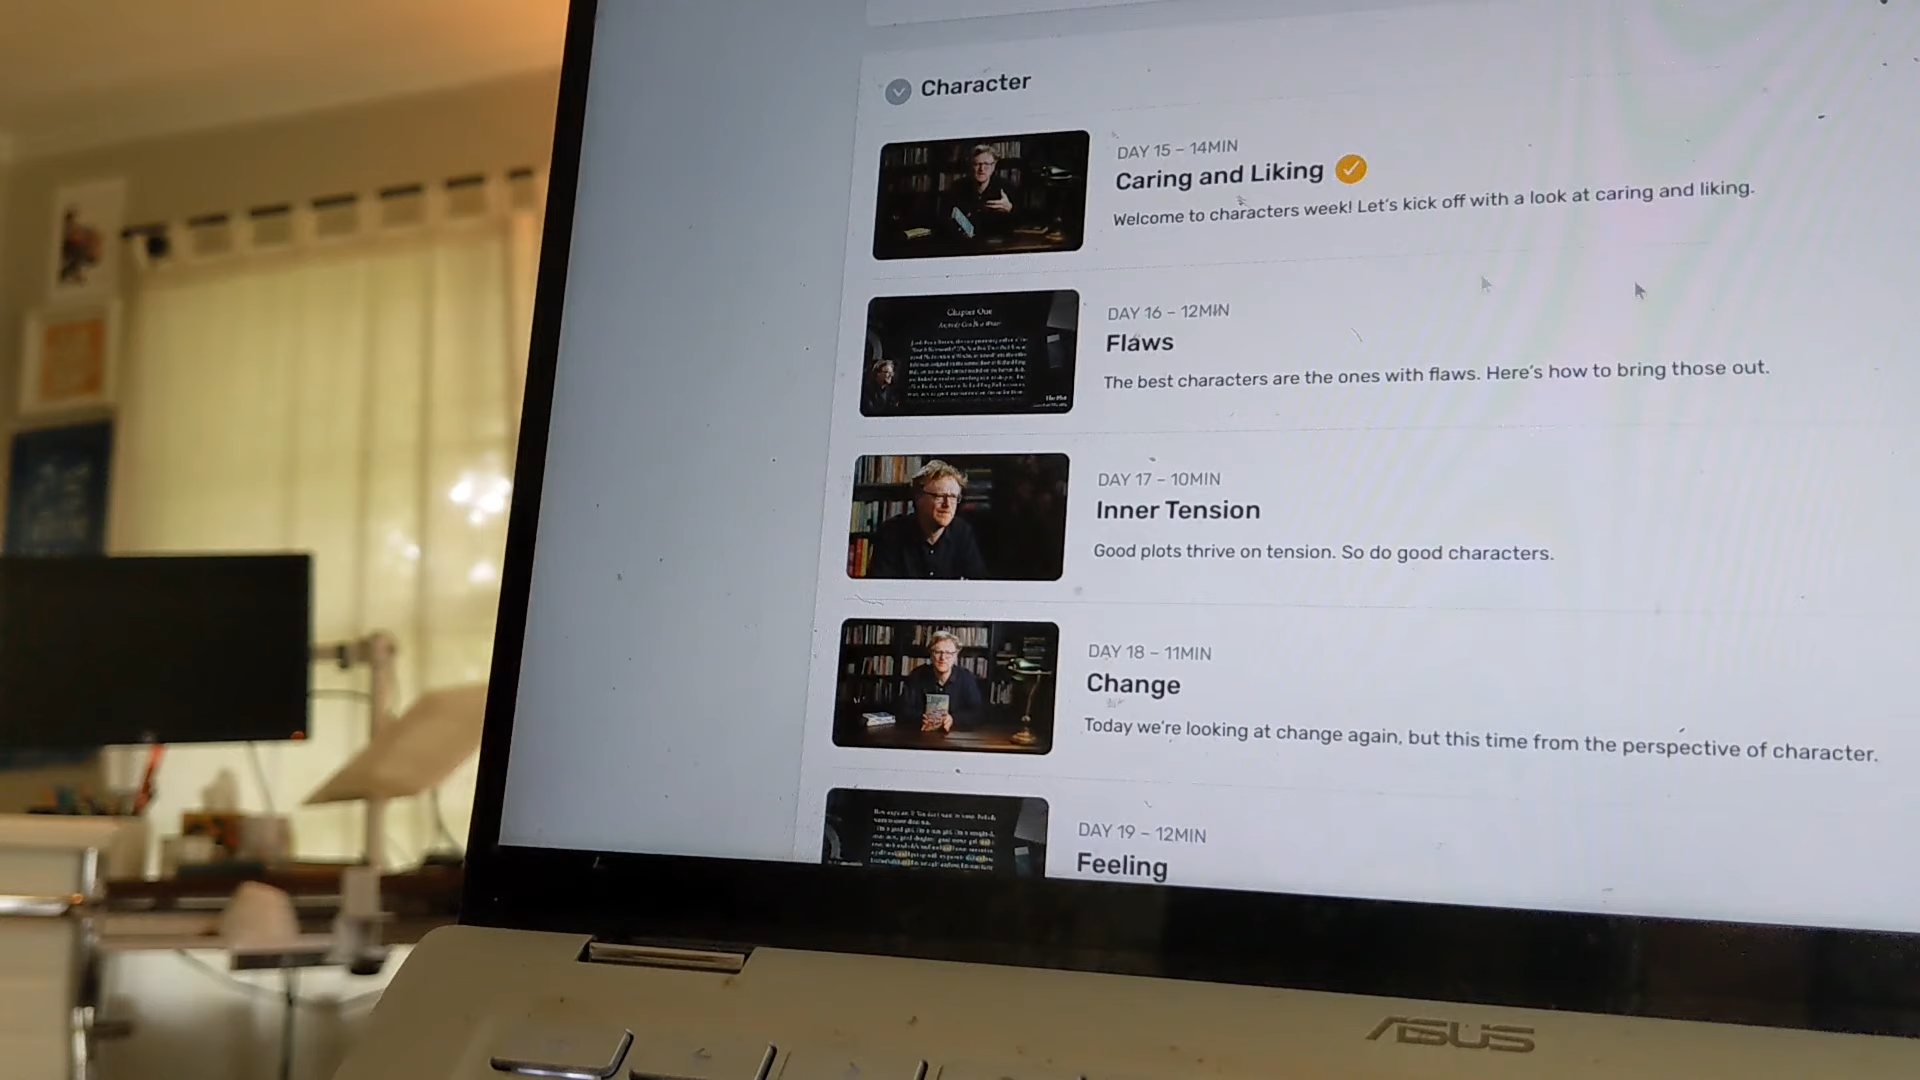 Character
DAY 15 – 14MIN
Caring and Liking
Welcome to characters week! Let's kick off with a look at caring and liking.
Chapter One
DAY 16 – 12MIN
Flaws
The best characters are the ones with flaws. Here's how to bring those out.
The Plot
DAY 17 – 10MIN
Inner Tension
Good plots thrive on tension. So do good characters.
DAY 18 – 11MIN
Change
Today we're looking at change again, but this time from the perspective of character.
DAY 19 – 12MIN
Feeling
ASUS